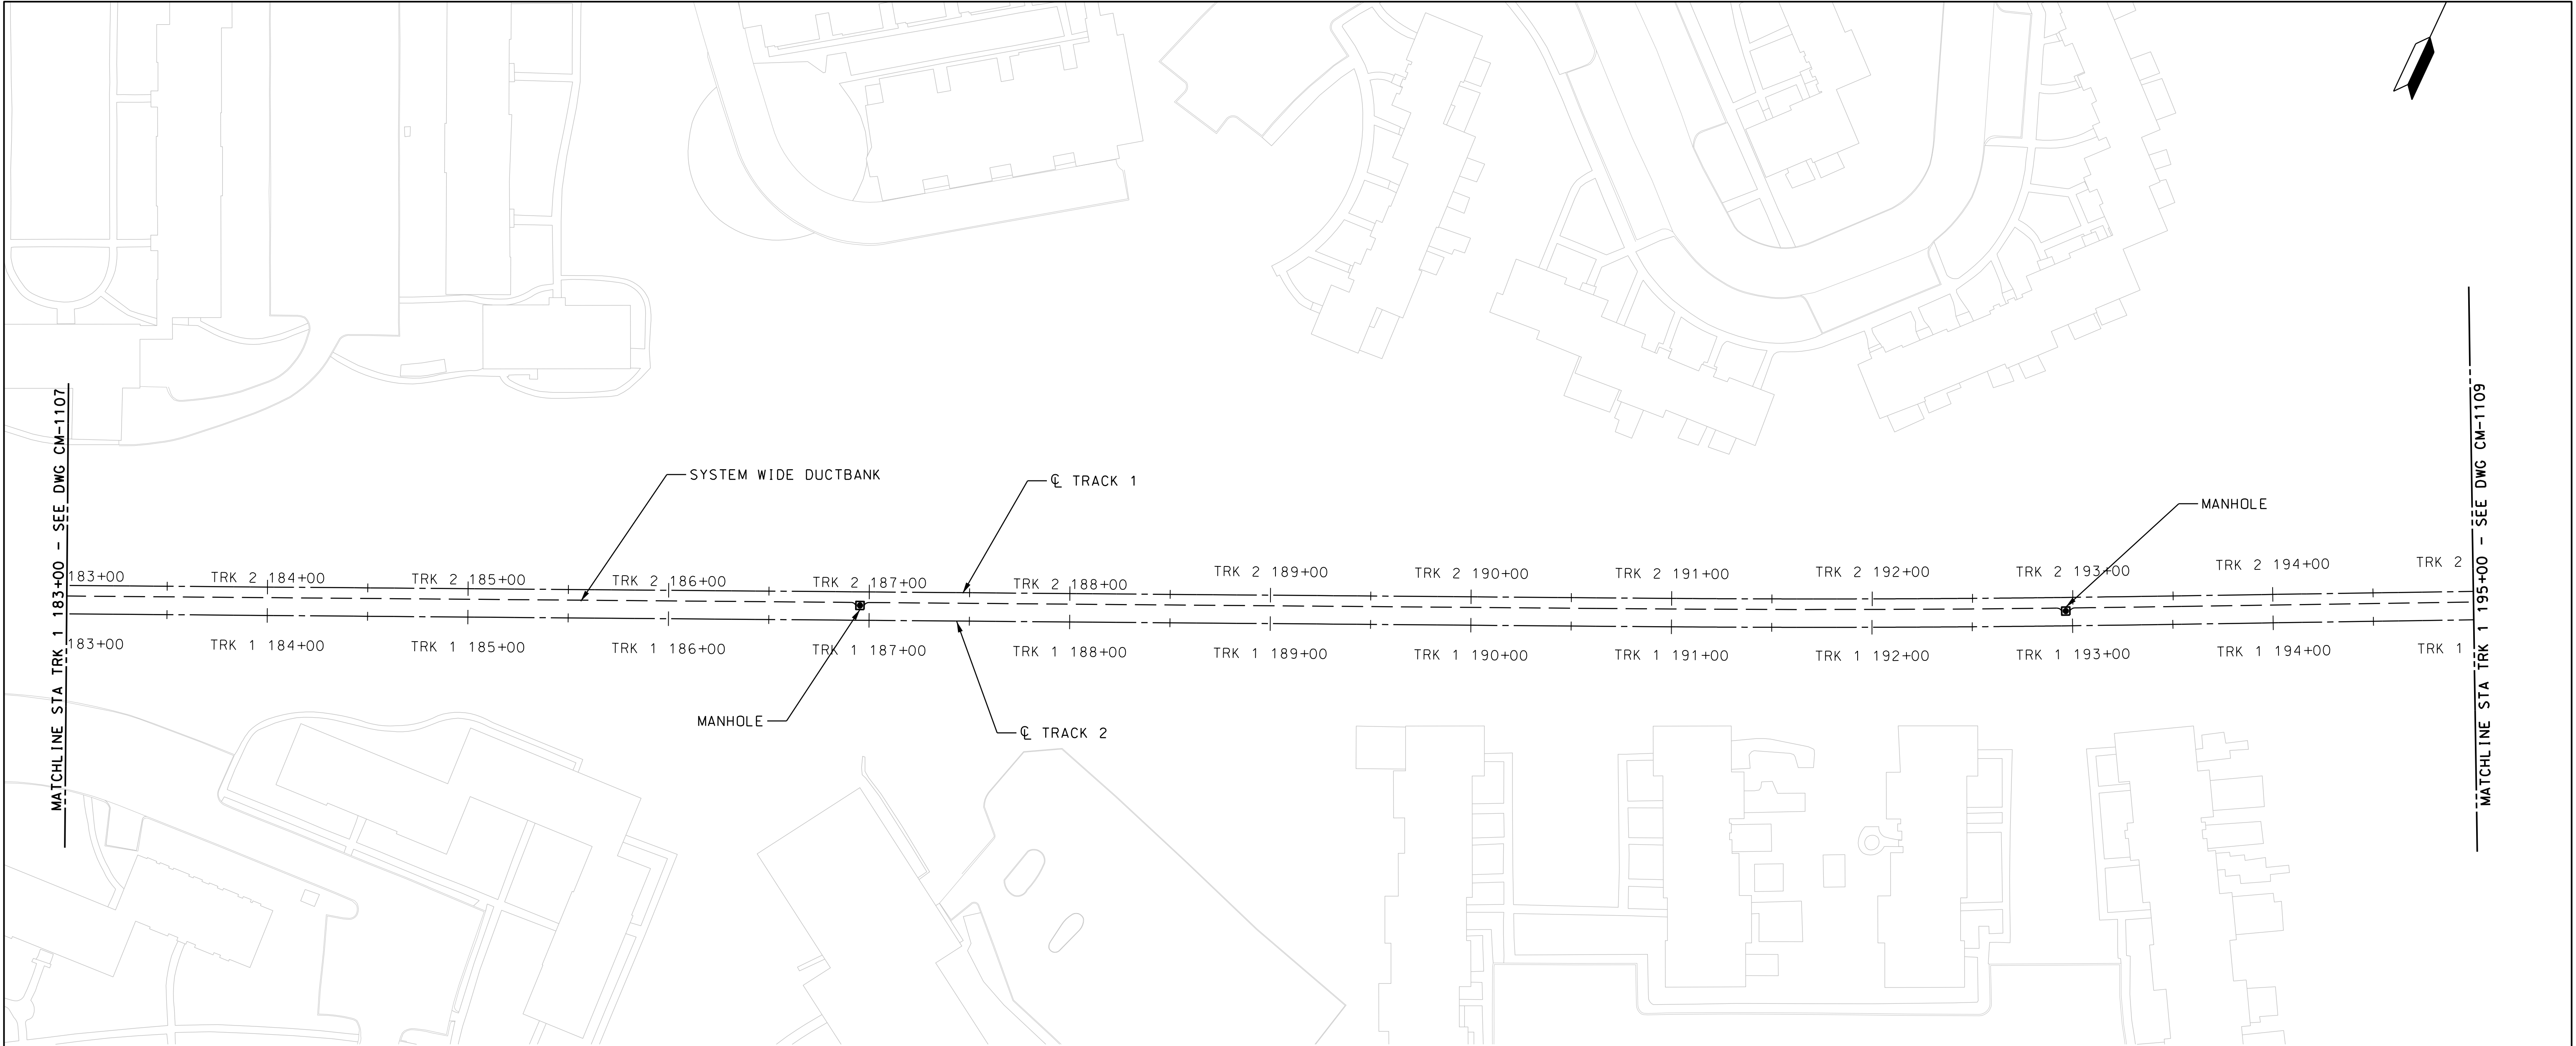 MATCHLINE STA TRK 1 183+00 - SEE DWG CM-1107
SYSTEM WIDE DUCTBANK
℄ TRACK 1
MANHOLE
183+00
TRK 2 184+00
TRK 2 185+00
TRK 2 186+00
TRK 2 187+00
TRK 2 188+00
TRK 2 189+00
TRK 2 190+00
TRK 2 191+00
TRK 2 192+00
TRK 2 193+00
TRK 2 194+00
TRK 2
183+00
TRK 1 184+00
TRK 1 185+00
TRK 1 186+00
TRK 1 187+00
TRK 1 188+00
TRK 1 189+00
TRK 1 190+00
TRK 1 191+00
TRK 1 192+00
TRK 1 193+00
TRK 1 194+00
TRK 1
MANHOLE
℄ TRACK 2
MATCHLINE STA TRK 1 195+00 - SEE DWG CM-1109